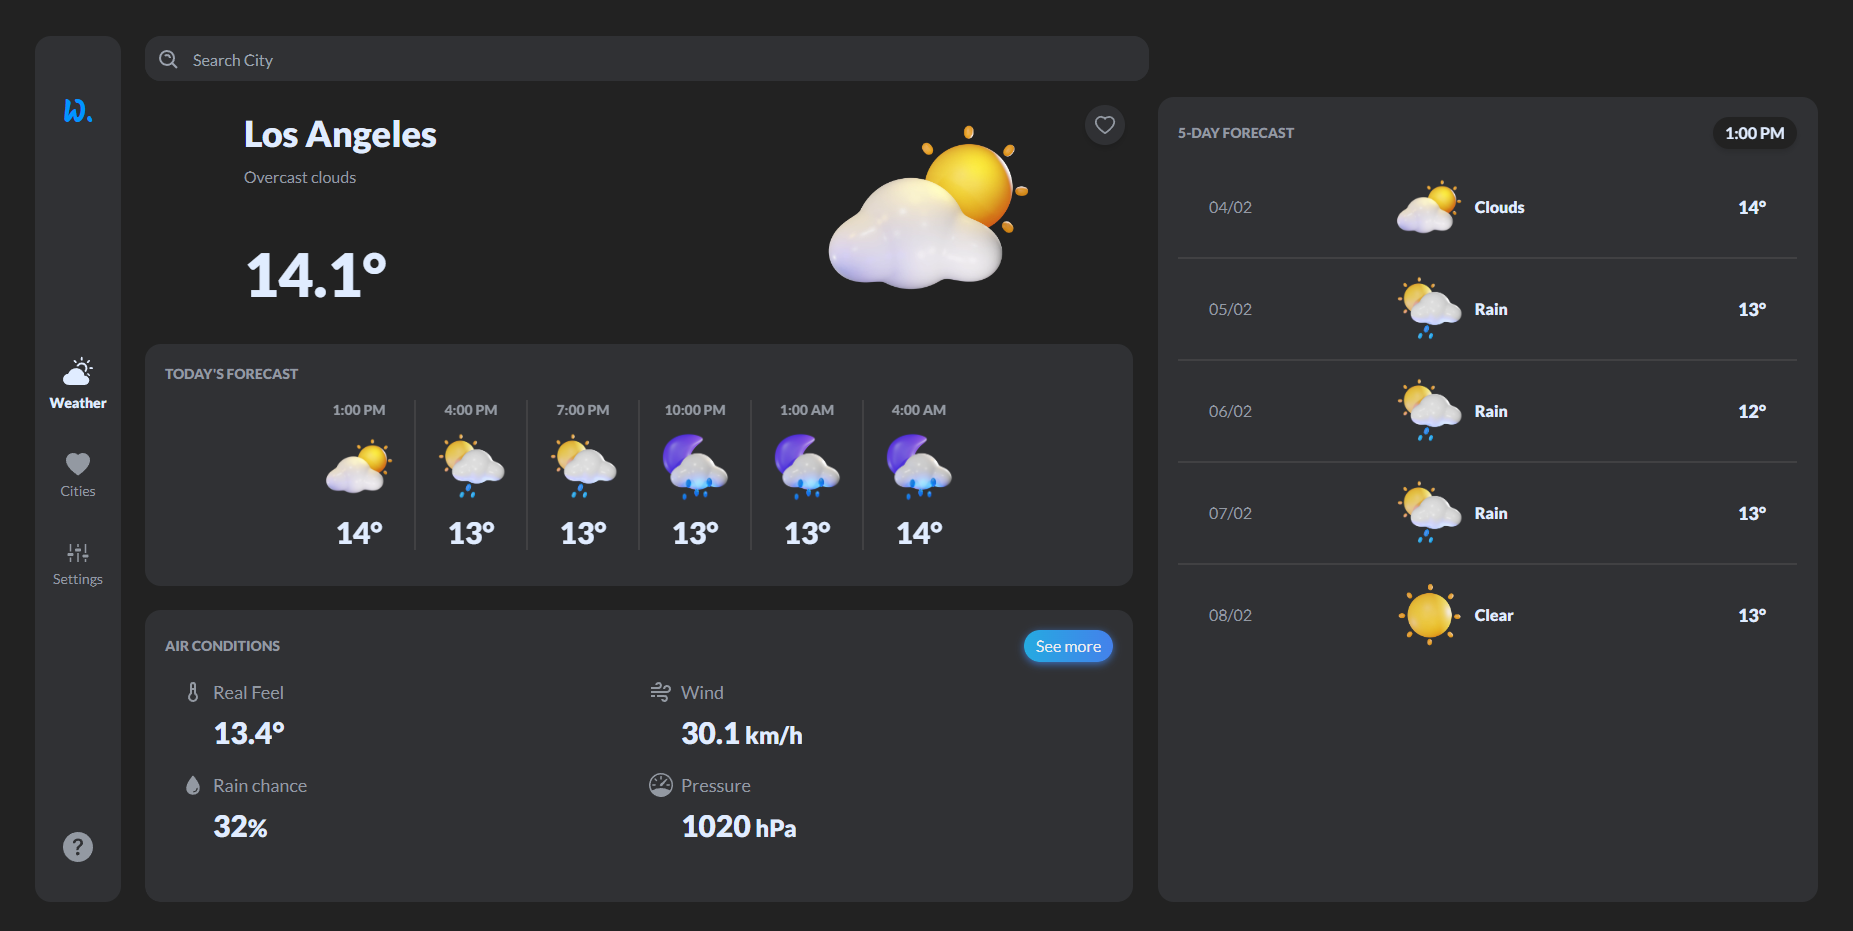 W.
Weather
Cities
Settings
?
Search City
Los Angeles
Overcast clouds
14.1°
TODAY'S FORECAST
1:00 PM 4:00 PM 7:00 PM 10:00 PM 1:00 AM 4:00 AM
14° 13° 13° 13° 13° 14°
AIR CONDITIONS
See more
Real Feel
13.4°
Wind
30.1 km/h
Rain chance
32%
Pressure
1020 hPa
5-DAY FORECAST
1:00 PM
04/02 Clouds 14°
05/02 Rain 13°
06/02 Rain 12°
07/02 Rain 13°
08/02 Clear 13°